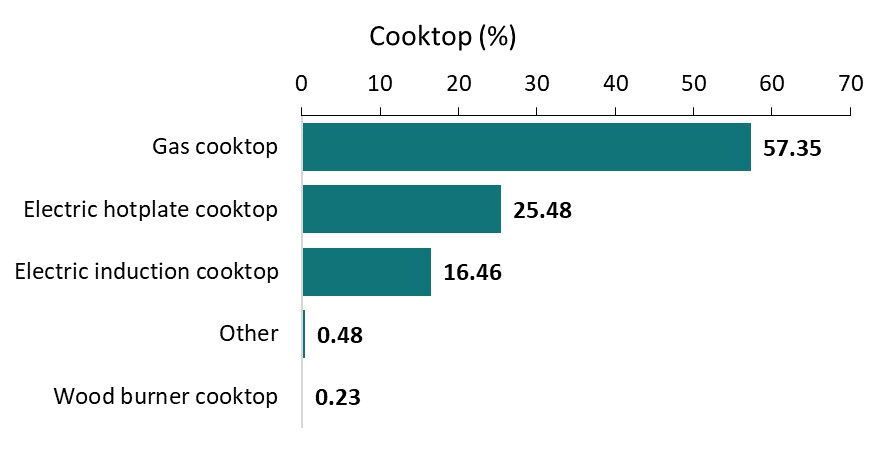 Cooktop (%)
0 10 20 30 40 50 60 70
Gas cooktop 57.35
Electric hotplate cooktop 25.48
Electric induction cooktop 16.46
Other 0.48
Wood burner cooktop 0.23